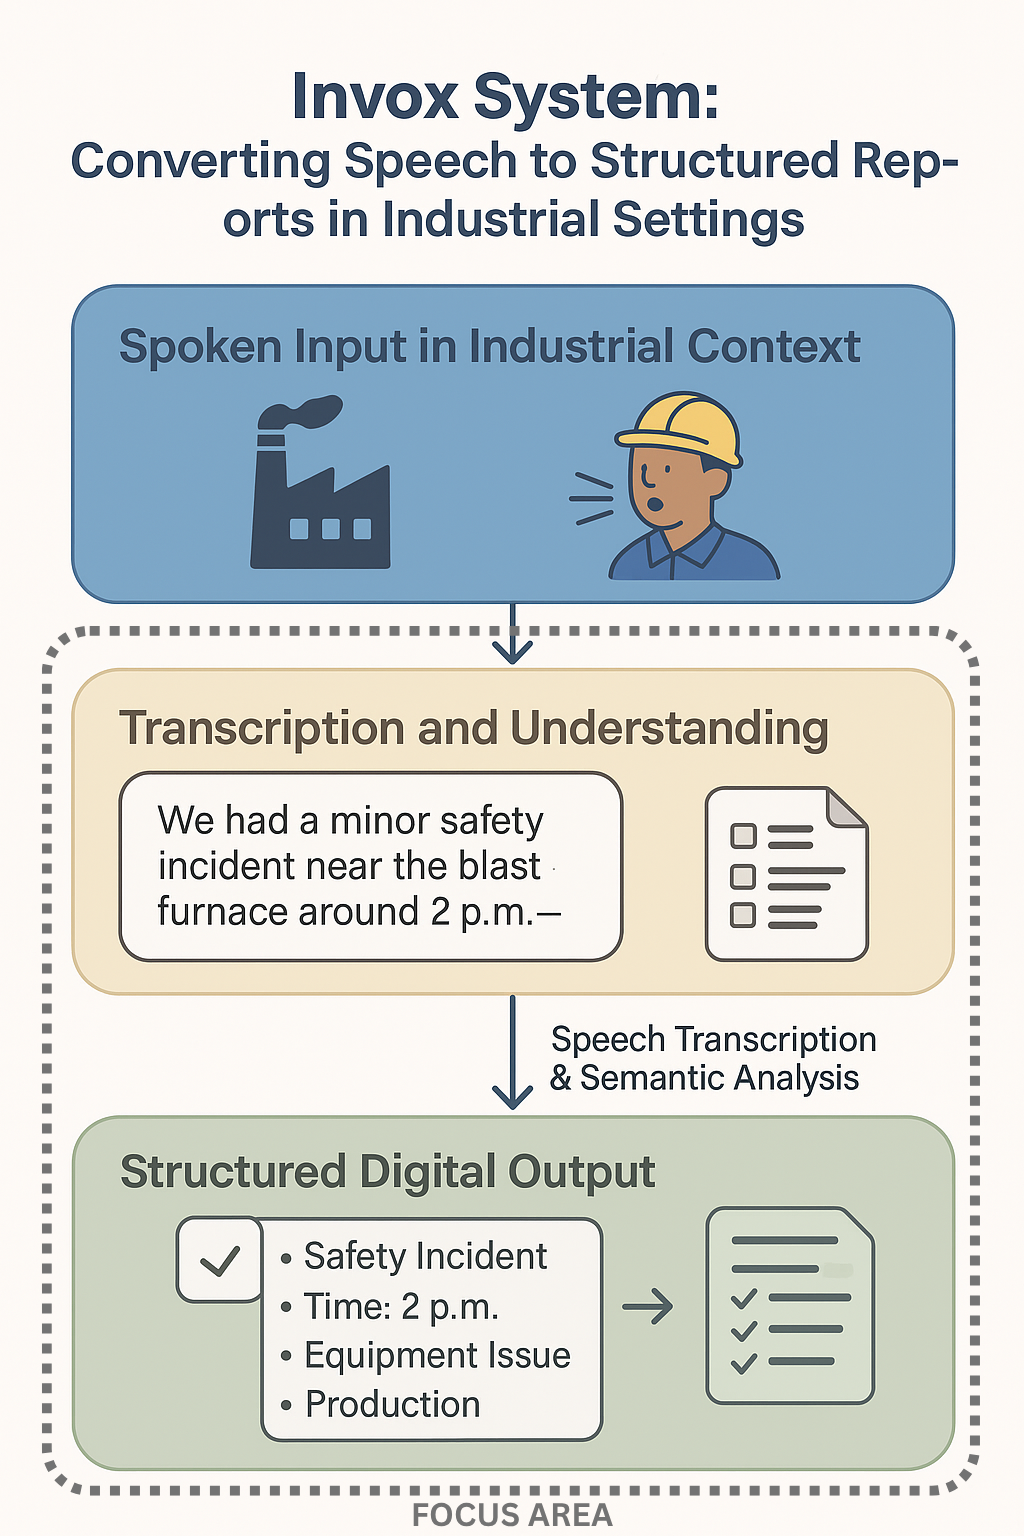 Invox System:
Converting Speech to Structured Rep-
orts in Industrial Settings
Spoken Input in Industrial Context
Transcription and Understanding
We had a minor safety
incident near the blast
furnace around 2 p.m.—
Speech Transcription
& Semantic Analysis
Structured Digital Output
• Safety Incident
• Time: 2 p.m.
• Equipment Issue
• Production
FOCUS AREA